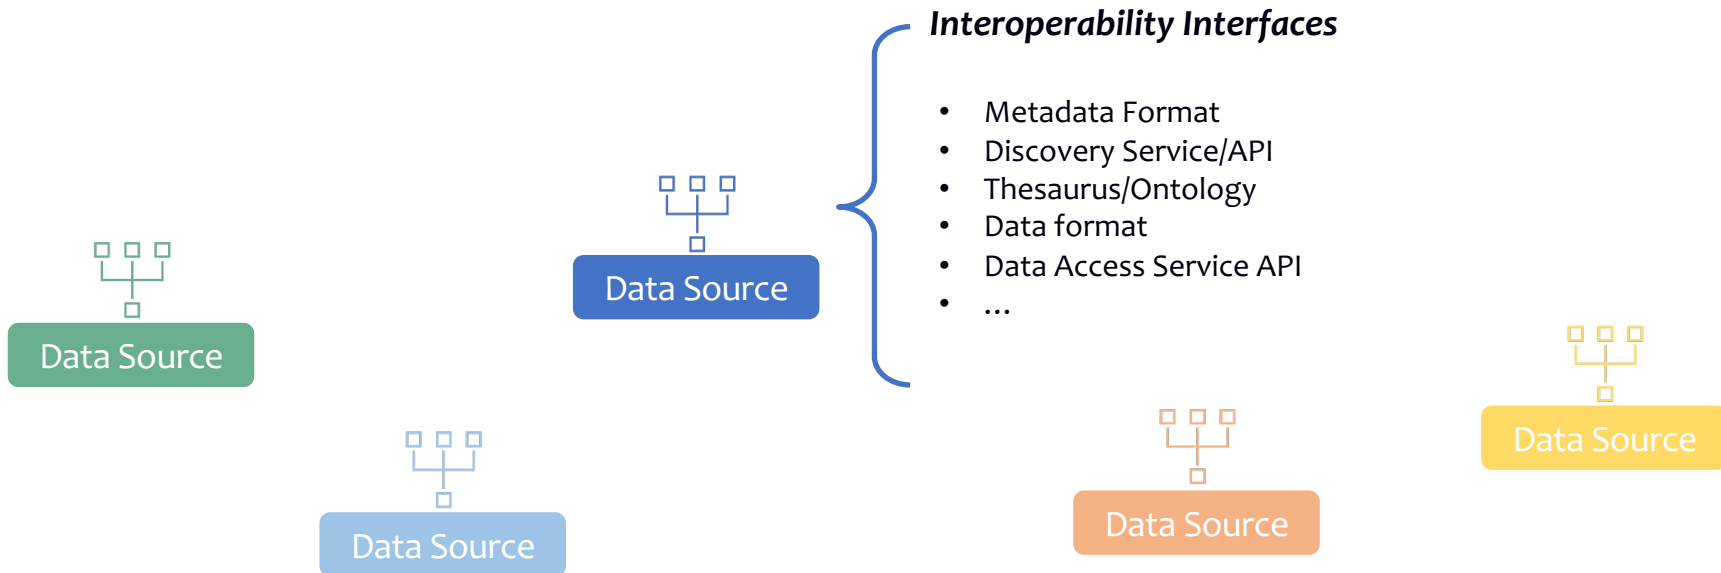 Interoperability Interfaces
• Metadata Format
• Discovery Service/API
• Thesaurus/Ontology
• Data format
• Data Access Service API
• ...
Data Source
Data Source
Data Source
Data Source
Data Source